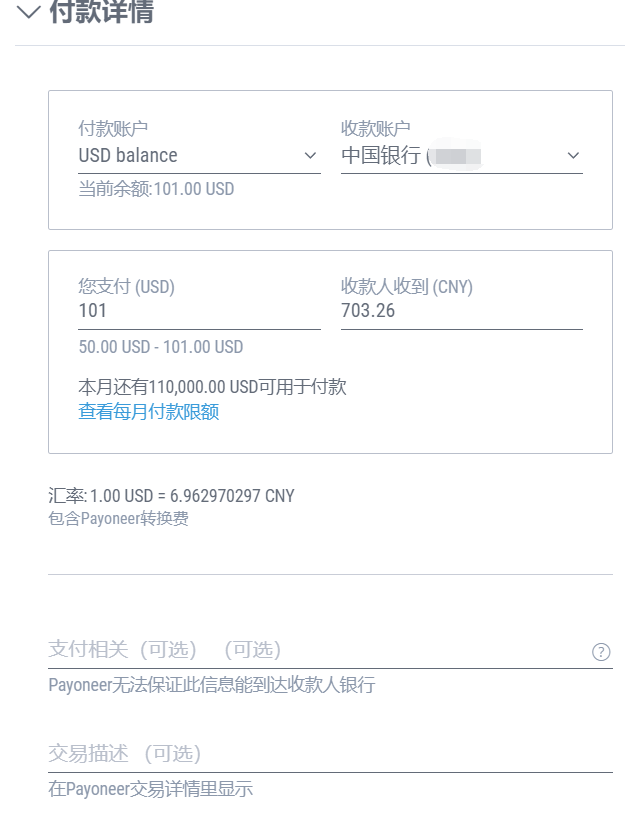 付款详情
付款账户
收款账户
USD balance
中国银行 (
当前余额:101.00 USD
您支付 (USD)
收款人收到 (CNY)
101
703.26
50.00 USD - 101.00 USD
本月还有110,000.00 USD可用于付款
查看每月付款限额
汇率: 1.00 USD = 6.962970297 CNY
包含Payoneer转换费
支付相关（可选） （可选）
?
Payoneer无法保证此信息能到达收款人银行
交易描述（可选）
在Payoneer交易详情里显示